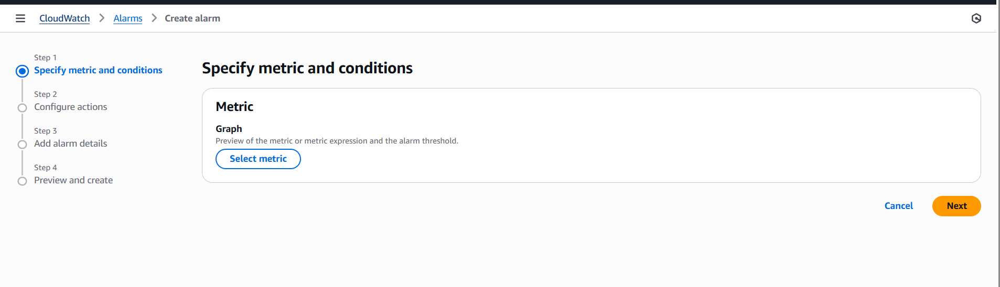 CloudWatch > Alarms > Create alarm
Step 1
Specify metric and conditions
Step 2
Configure actions
Step 3
Add alarm details
Step 4
Preview and create
Specify metric and conditions
Metric
Graph
Preview of the metric or metric expression and the alarm threshold.
Select metric
Cancel Next